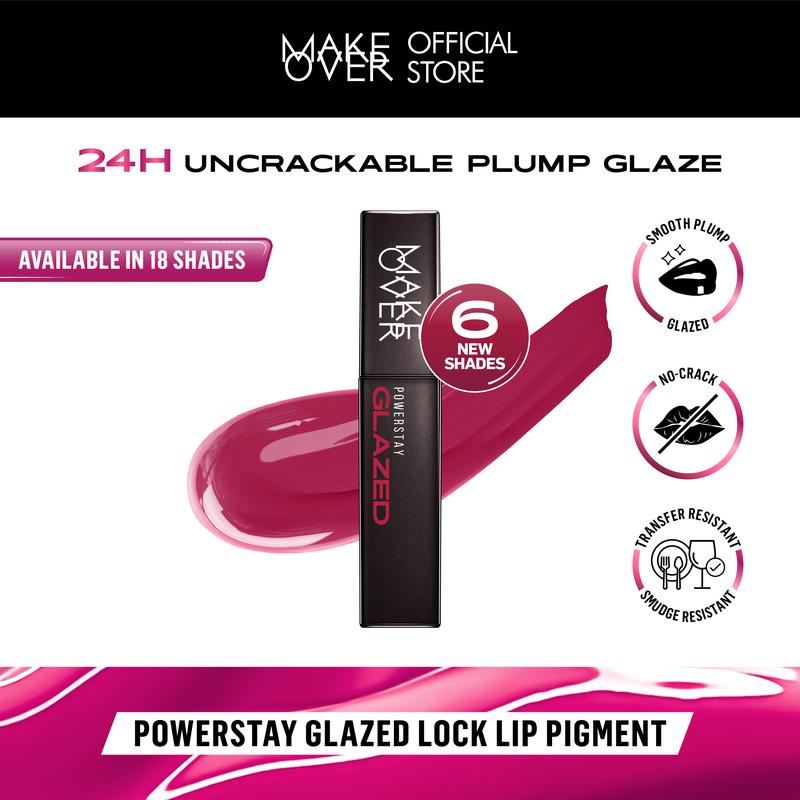 MAKE OVER OFFICIAL STORE
24H UNCRACKABLE PLUMP GLAZE
AVAILABLE IN 18 SHADES
MAKE OVER
POWERSTAY
GLAZED
6
NEW
SHADES
SMOOTH PLUMP
GLAZED
NO-CRACK
TRANSFER RESISTANT
SMUDGE RESISTANT
POWERSTAY GLAZED LOCK LIP PIGMENT